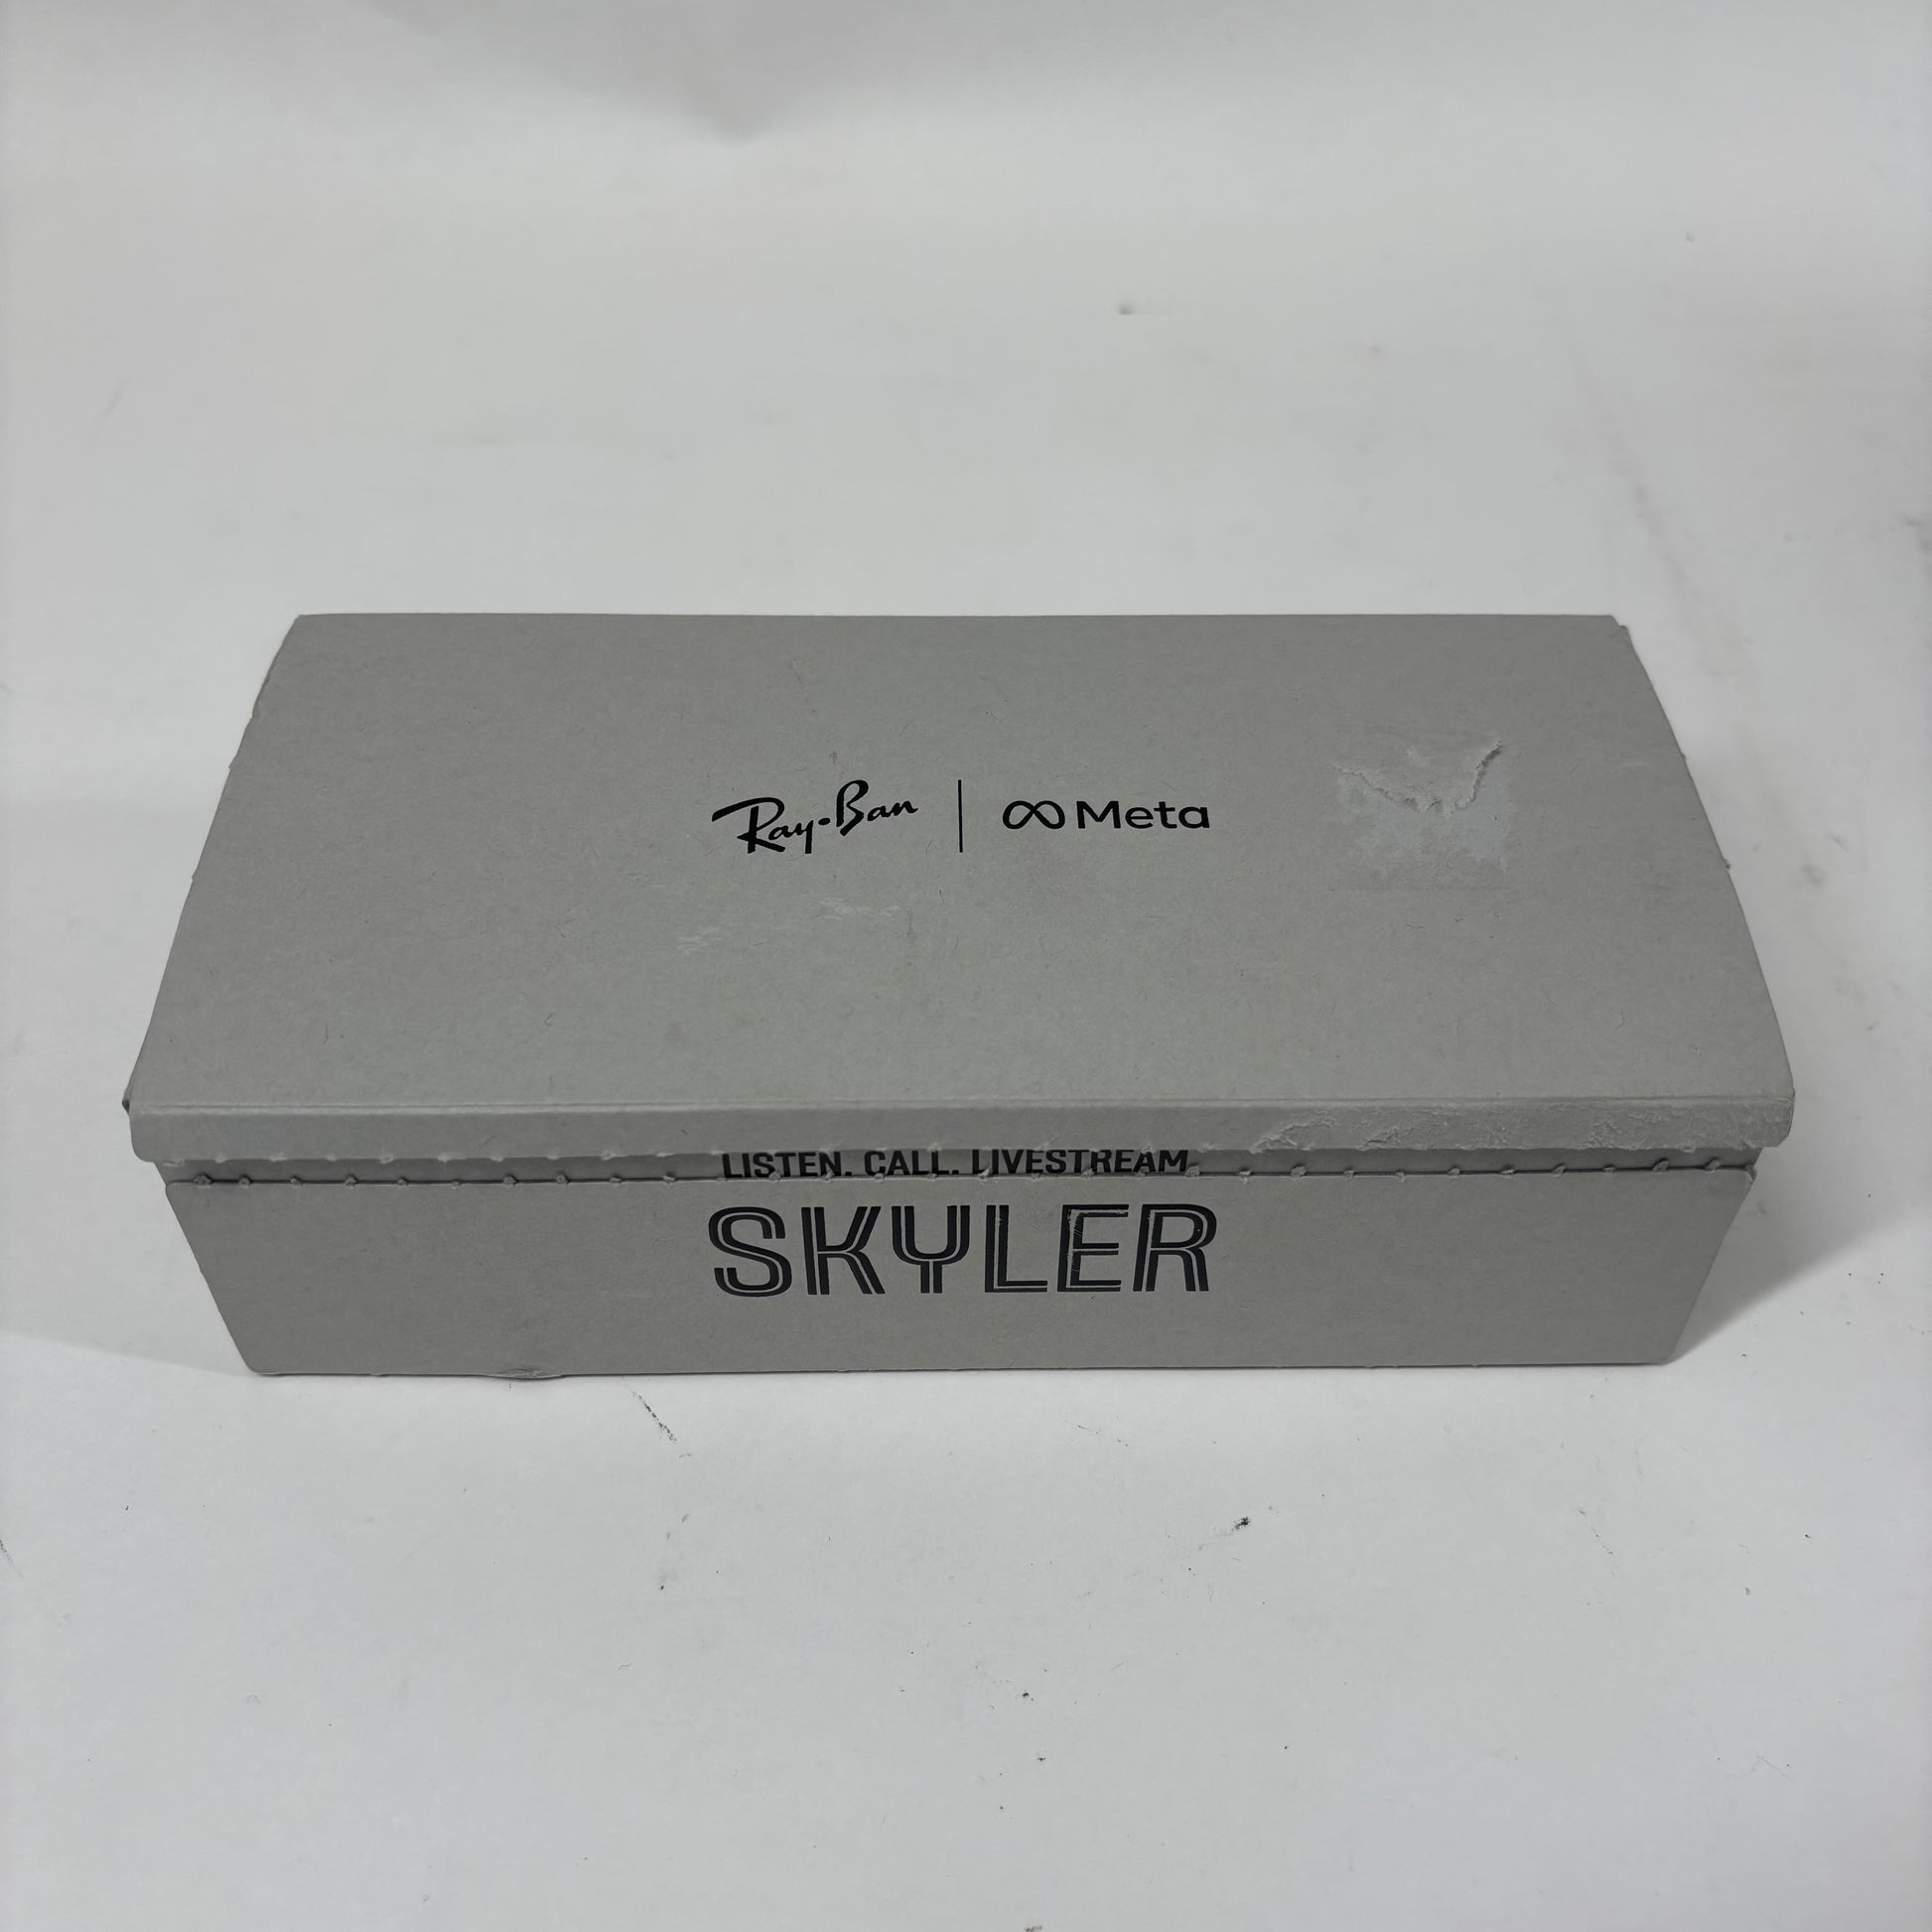 Ray-Ban | Meta
LISTEN. CALL. LIVESTREAM
SKYLER